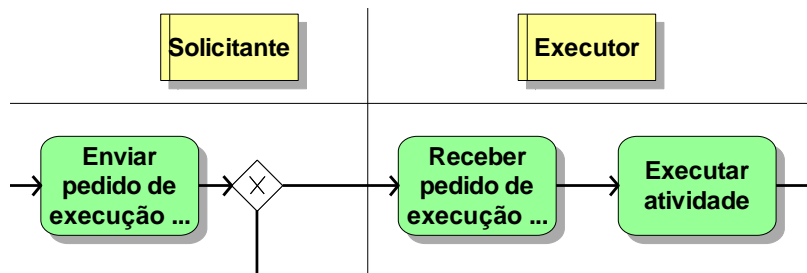 Solicitante
Executor
Enviar
pedido de
execução ...
X
Receber
pedido de
execução ...
Executar
atividade